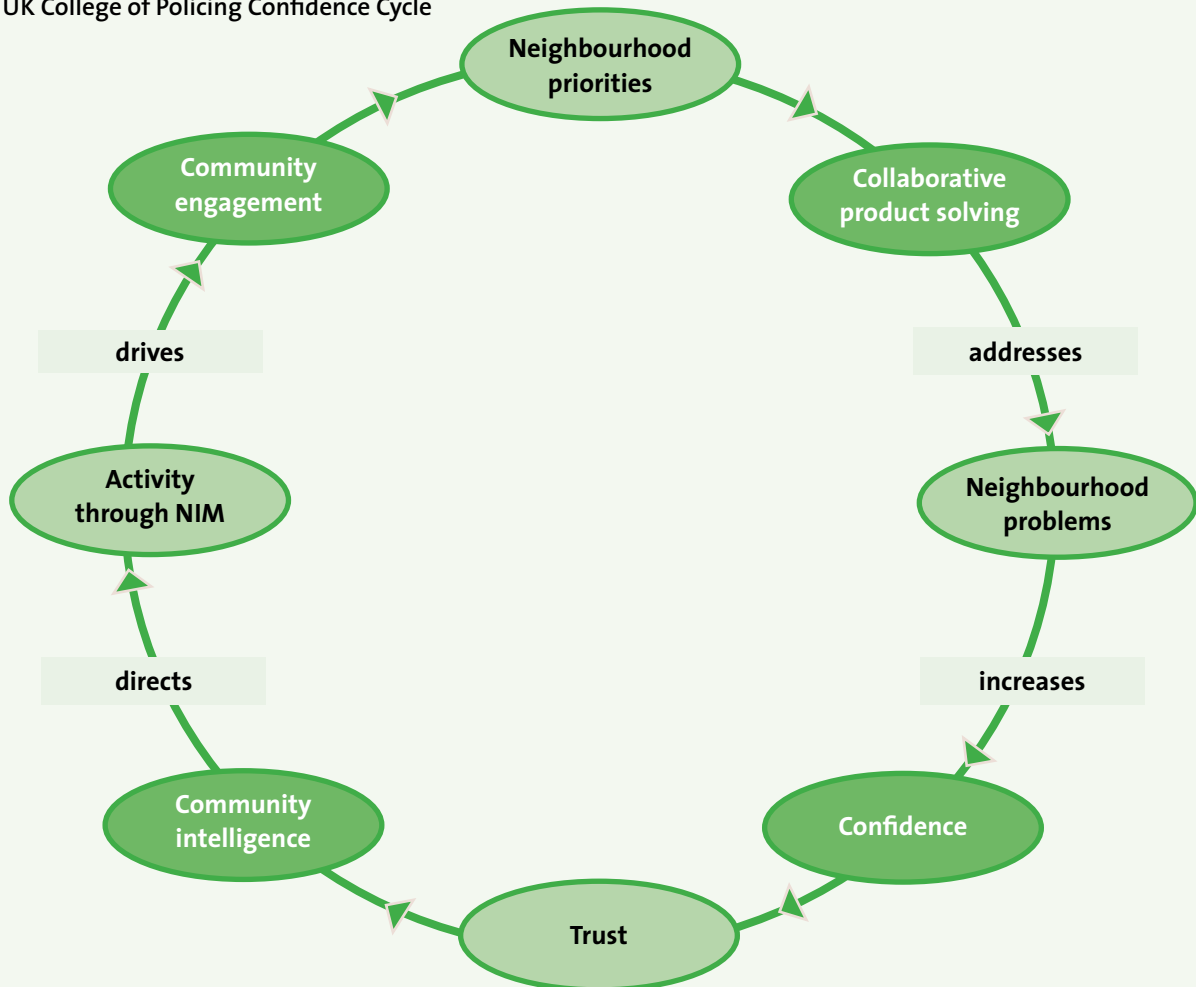 UK College of Policing Confidence Cycle
Neighbourhood
priorities
Collaborative
product solving
addresses
Neighbourhood
problems
increases
Confidence
Trust
Community
intelligence
directs
Activity
through NIM
drives
Community
engagement